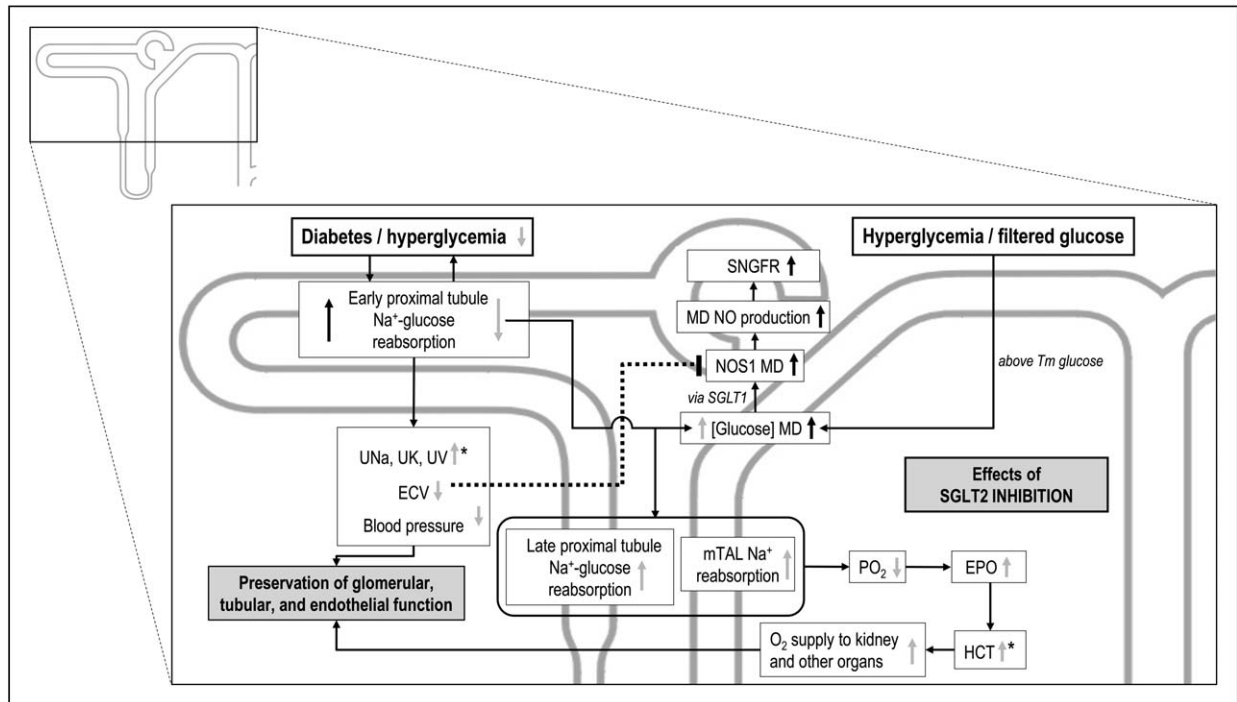 Diabetes / hyperglycemia ↓
Hyperglycemia / filtered glucose
SNGFR ↑
↑ Early proximal tubule
Na⁺-glucose ↓
reabsorption
MD NO production ↑
NOS1 MD ↑
above Tm glucose
via SGLT1
↑ [Glucose] MD ↑
UNa, UK, UV ↑*
ECV ↓
Blood pressure ↓
Effects of
SGLT2 INHIBITION
Late proximal tubule
Na⁺-glucose ↑
reabsorption
mTAL Na⁺
reabsorption ↑
PO₂ ↓
EPO ↑
Preservation of glomerular,
tubular, and endothelial function
O₂ supply to kidney
and other organs ↑
HCT ↑*